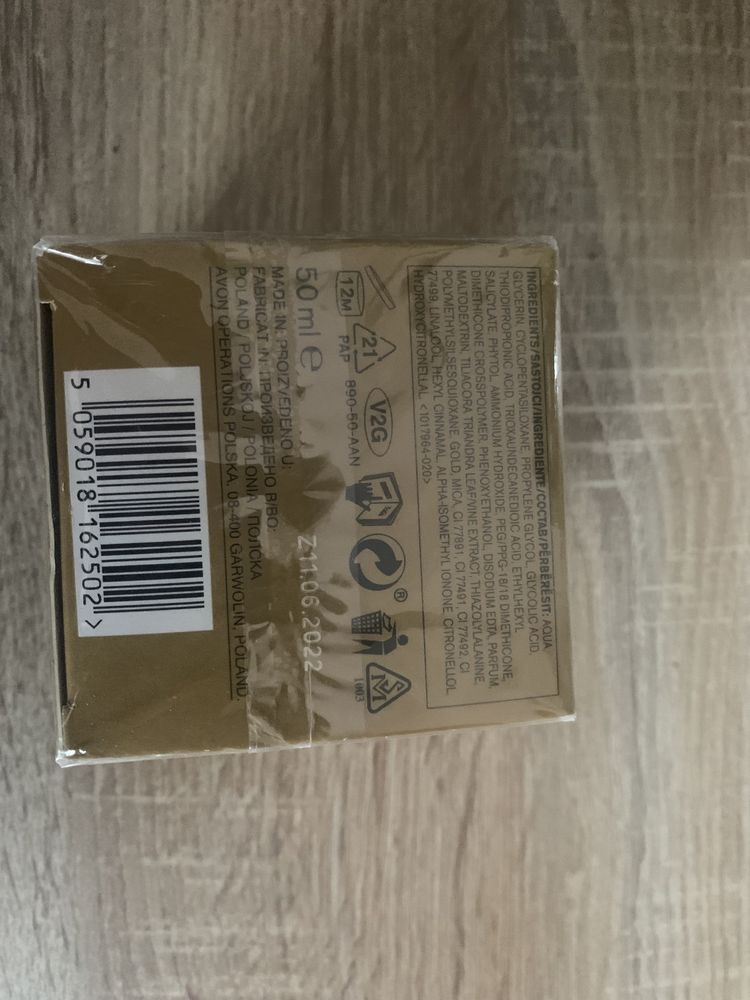 INGREDIENTS/SASTOJCI/INGREDIENTE/СОСТАВ/PËRBËRËSIT: AQUA,
GLYCERIN, CYCLOPENTASILOXANE, PROPYLENE GLYCOL, GLYCOLIC ACID,
THIODIPROPIONIC ACID, TRIOXAUNDECANEDIOIC ACID, ETHYLHEXYL
SALICYLATE PHYTOL, AMMONIUM HYDROXIDE, PEG/PPG-18/18 DIMETHICONE,
DIMETHICONE CROSSPOLYMER, PHENOXYETHANOL, DISODIUM EDTA, PARFUM,
MALTODEXTRIN, TILIACORA TRIANDRA LEAF/VINE EXTRACT, THIAZOLYLALANINE,
POLYMETHYLSILSESQUIOXANE, GOLD, MICA, CI 77891, CI 77491, CI 77492, CI
77499, LINALOOL, HEXYL CINNAMAL, ALPHA-ISOMETHYL IONONE, CITRONELLOL,
HYDROXYCITRONELLAL. <1017964-020>
12M
21
PAP
V2G
®
1003
890-50-AAN
50 ml e
Z11.06.2022
MADE IN: PROIZVEDENO U:
FABRICAT IN: ПРОИЗВЕДЕНО В/ВО:
POLAND / POLJSKOJ / POLONIA / ПОЛСКА
AVON OPERATIONS POLSKA, 08-400 GARWOLIN, POLAND.
5 059018 162502 >